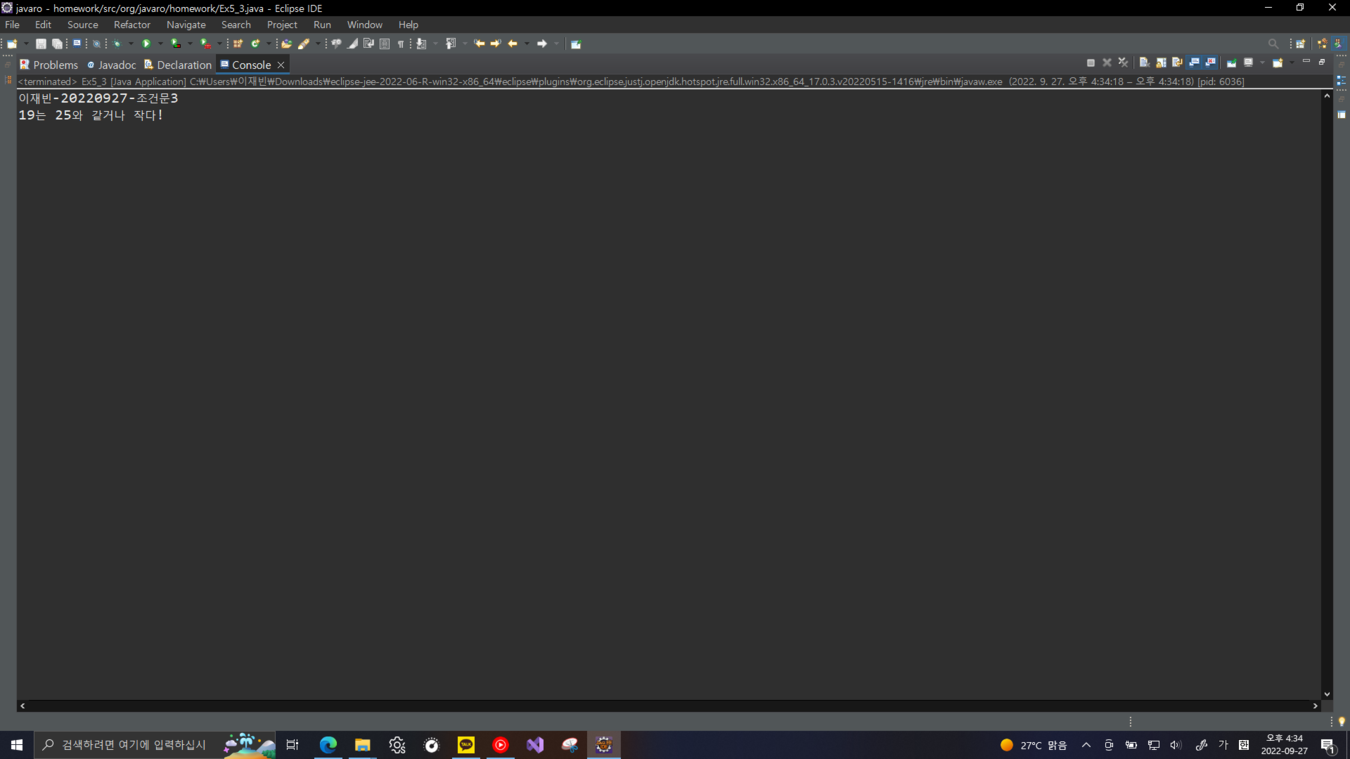 javaro - homework/src/org/javaro/homework/Ex5_3.java - Eclipse IDE
File Edit Source Refactor Navigate Search Project Run Window Help
Problems Javadoc Declaration Console
<terminated> Ex5_3 [Java Application] C:₩Users₩이재빈₩Downloads₩eclipse-jee-2022-06-R-win32-x86_64₩eclipse₩plugins₩org.eclipse.justj.openjdk.hotspot.jre.full.win32.x86_64_17.0.3.v20220515-1416₩jre₩bin₩javaw.exe (2022. 9. 27. 오후 4:34:18 – 오후 4:34:18) [pid: 6036]
이재빈-20220927-조건문3
19는 25와 같거나 작다!
검색하려면 여기에 입력하십시
TALK
27°C 맑음
가
한
오후 4:34
2022-09-27
1